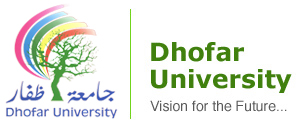 جامعة ظفار
Dhofar University
Dhofar
University
Vision for the Future...